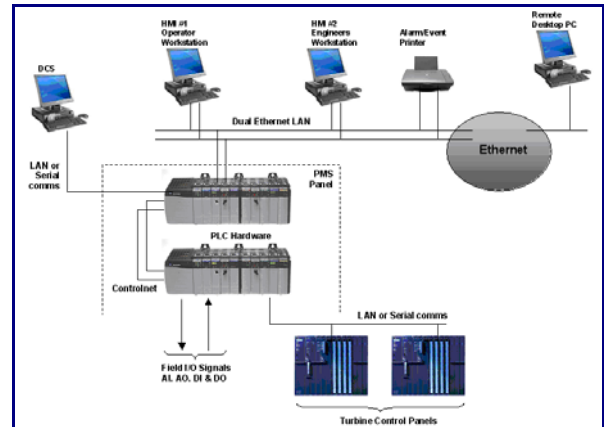 HMI #1
Operator
Workstation
HMI #2
Engineers
Workstation
Alarm/Event
Printer
Remote
Desktop PC
DCS
Dual Ethernet LAN
Ethernet
LAN or
Serial
comms
PMS
Panel
PLC Hardware
Controlnet
LAN or Serial comms
Field I/O Signals
AI, AO, DI & DO
Turbine Control Panels